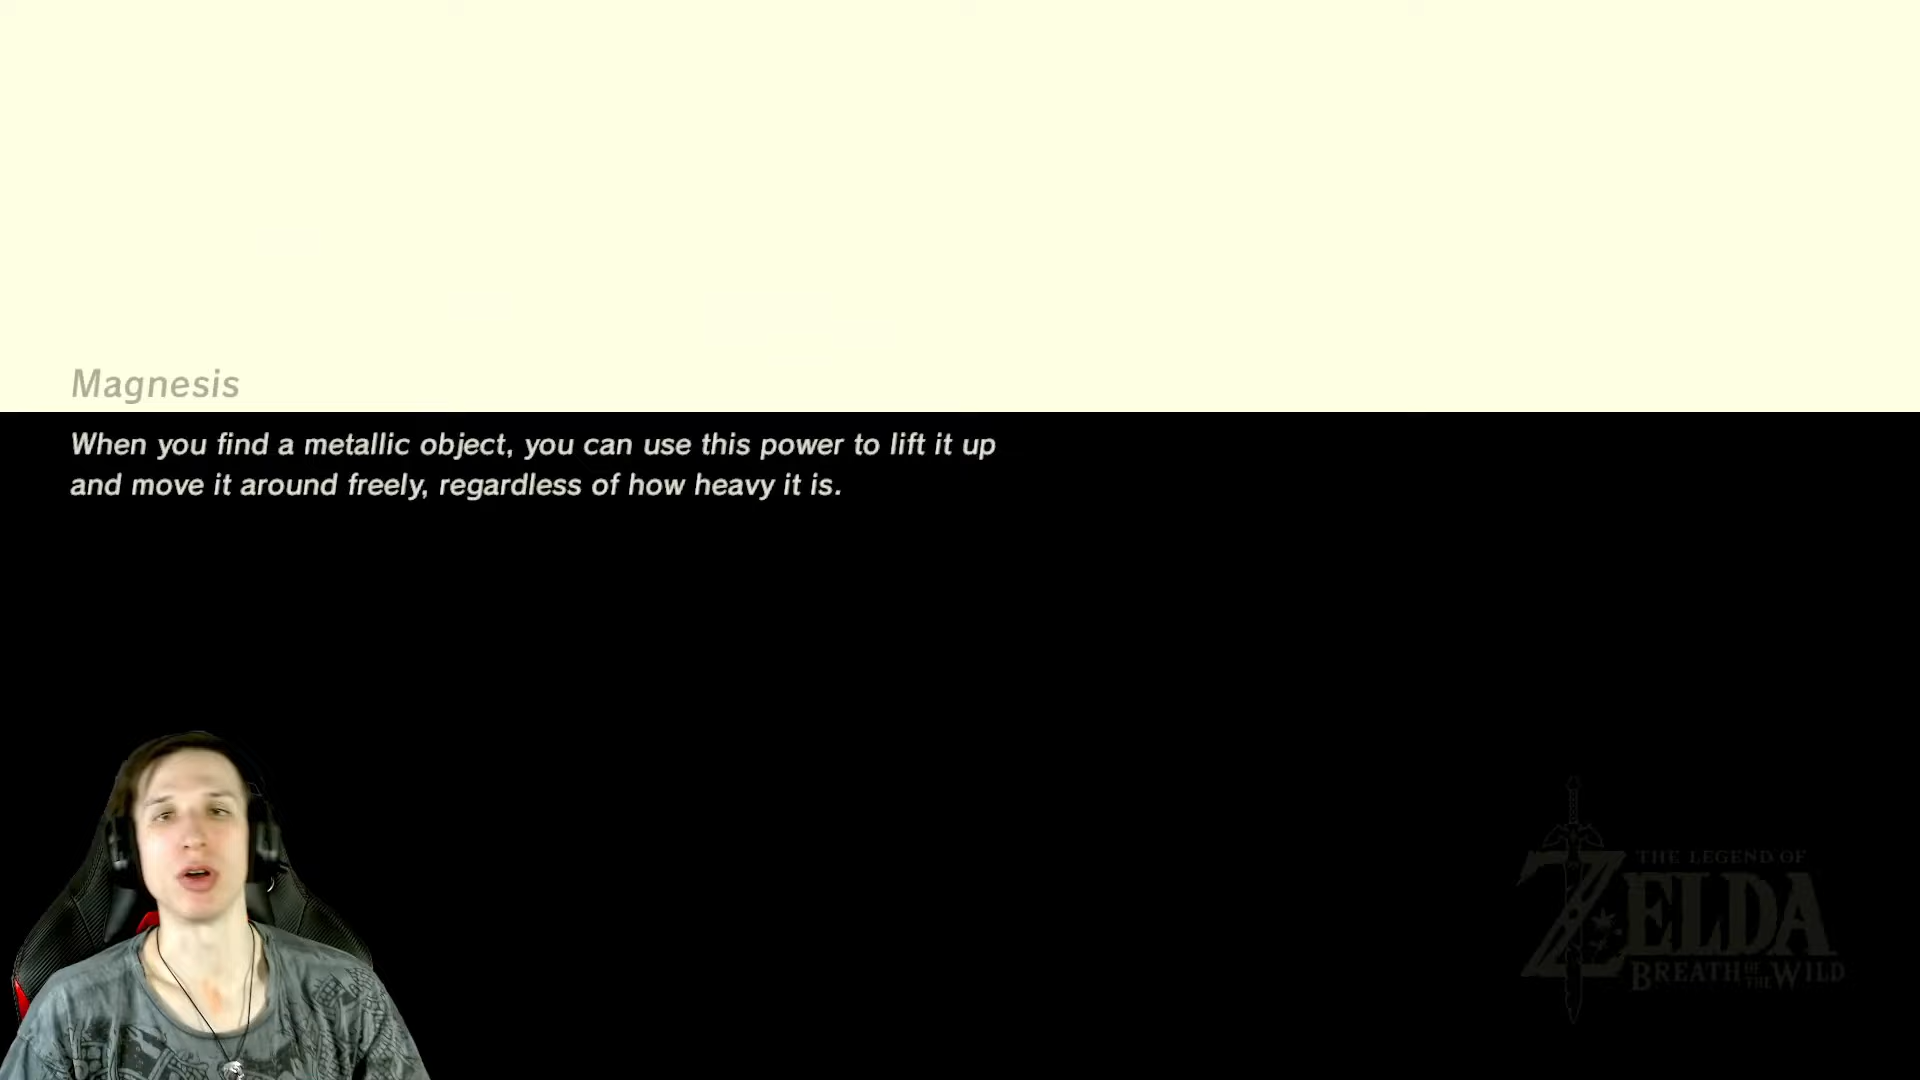 Magnesis
When you find a metallic object, you can use this power to lift it up
and move it around freely, regardless of how heavy it is.
THE LEGEND OF
ZELDA
BREATH OF THE WILD